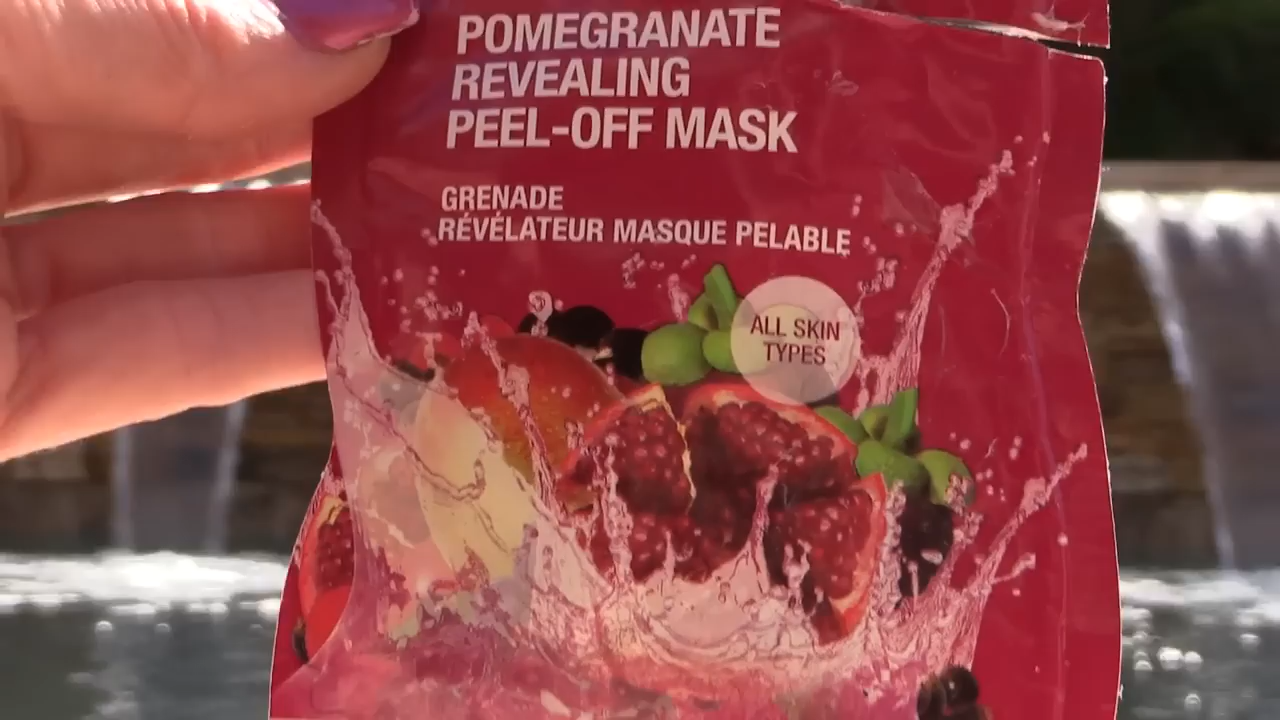 POMEGRANATE
REVEALING
PEEL-OFF MASK
GRENADE
RÉVÉLATEUR MASQUE PELABLE
ALL SKIN
TYPES